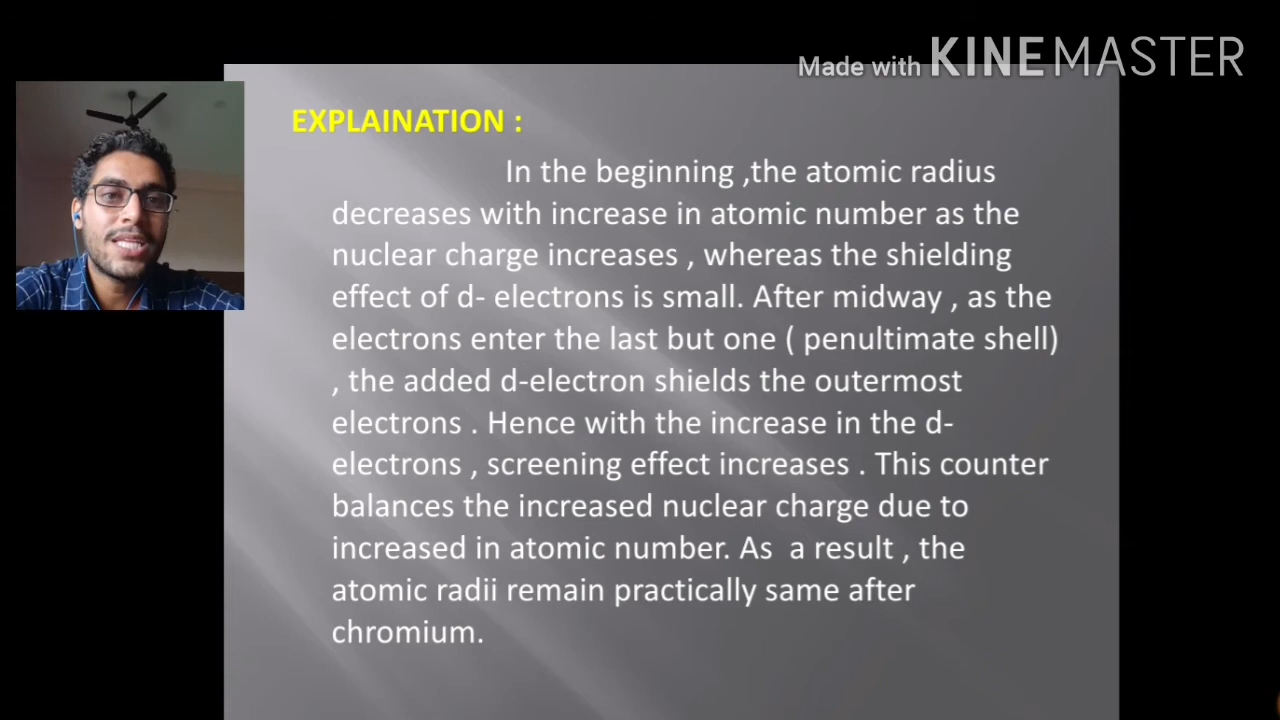 Made with KINEMASTER
EXPLAINATION :
In the beginning ,the atomic radius
decreases with increase in atomic number as the
nuclear charge increases , whereas the shielding
effect of d- electrons is small. After midway , as the
electrons enter the last but one ( penultimate shell)
, the added d-electron shields the outermost
electrons . Hence with the increase in the d-
electrons , screening effect increases . This counter
balances the increased nuclear charge due to
increased in atomic number. As  a result , the
atomic radii remain practically same after
chromium.